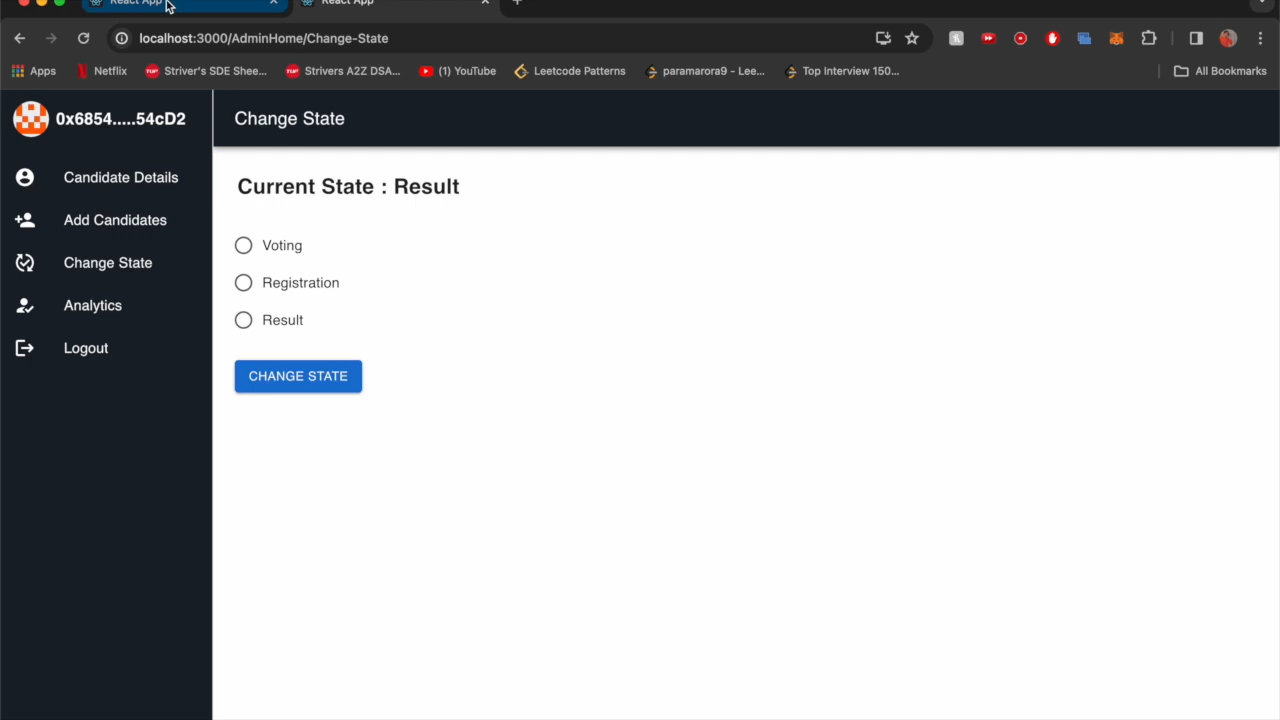 React App
React App
localhost:3000/AdminHome/Change-State
Apps Netflix Striver's SDE Shee... Strivers A2Z DSA... (1) YouTube Leetcode Patterns paramarora9 - Lee... Top Interview 150... All Bookmarks
0x6854.....54cD2
Candidate Details
Add Candidates
Change State
Analytics
Logout
Change State
Current State : Result
Voting
Registration
Result
CHANGE STATE